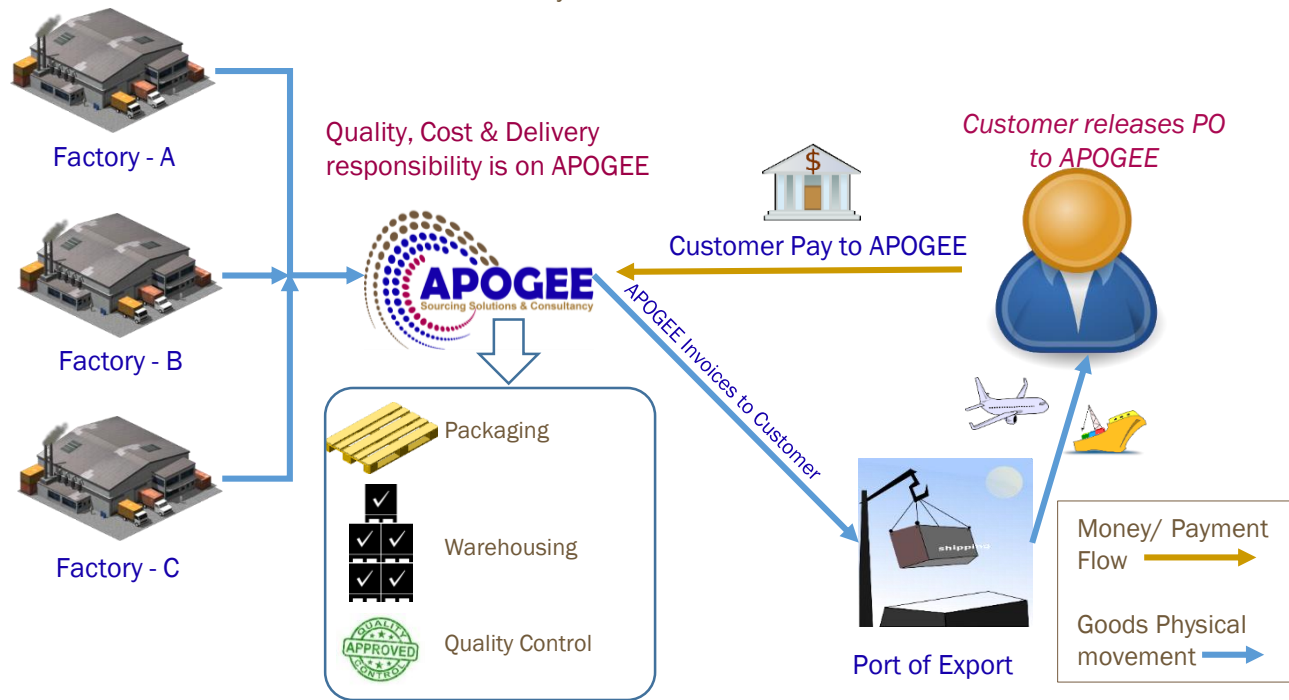 Factory - A
Factory - B
Factory - C
Quality, Cost & Delivery
responsibility is on APOGEE
APOGEE
Sourcing Solutions & Consultancy
Packaging
Warehousing
QUALITY
APPROVED
CONTROL
Quality Control
$
Customer Pay to APOGEE
Customer releases PO
to APOGEE
APOGEE Invoices to Customer
shipping
Port of Export
Money/ Payment
Flow
Goods Physical
movement